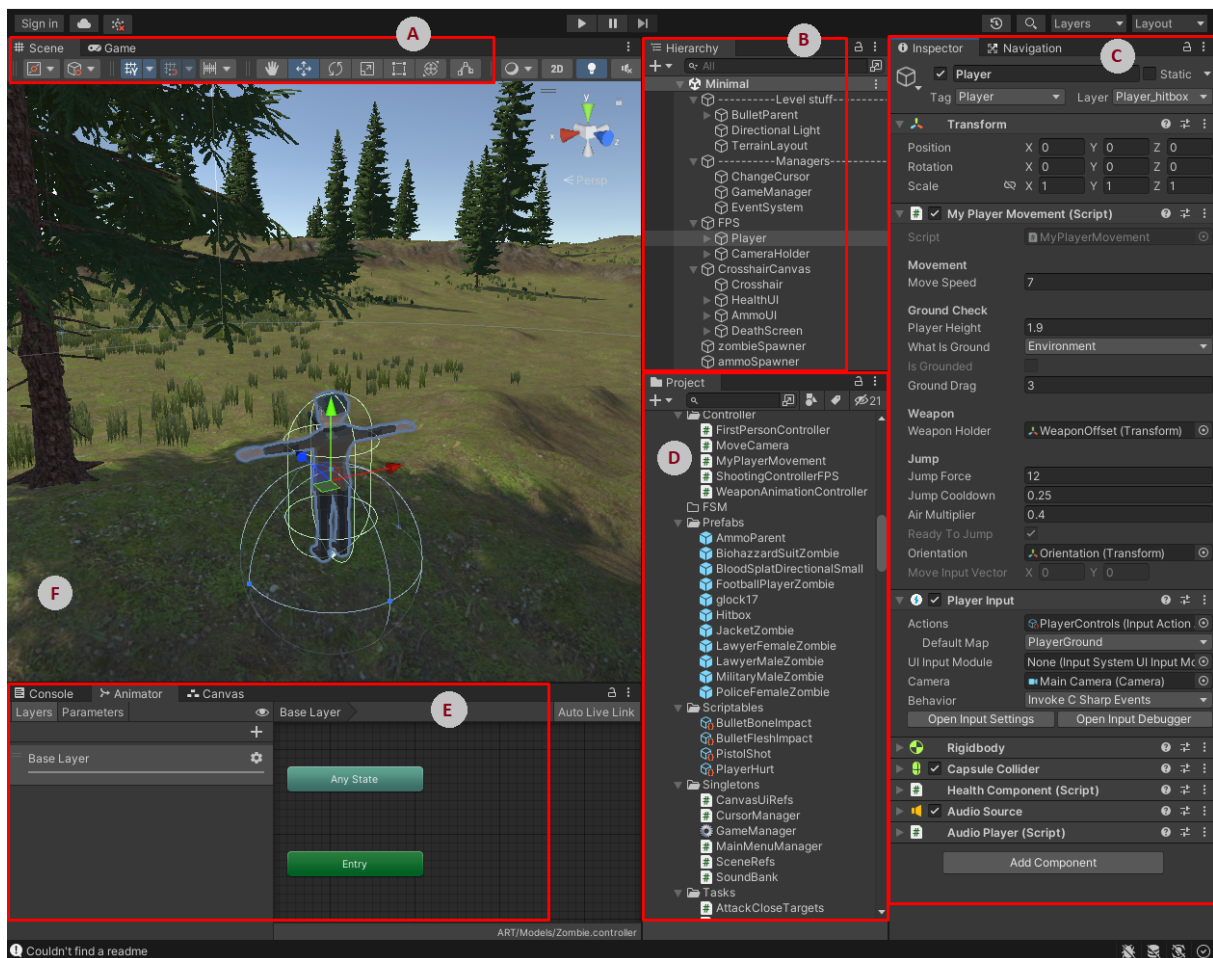 Sign in
Layers
Layout
Scene
Game
A
2D
y
x
z
Persp
F
Hierarchy
B
All
Minimal
----------Level stuff-------
BulletParent
Directional Light
TerrainLayout
----------Managers----------
ChangeCursor
GameManager
EventSystem
FPS
Player
CameraHolder
CrosshairCanvas
Crosshair
HealthUI
AmmoUI
DeathScreen
zombieSpawner
ammoSpawner
Project
21
D
Controller
FirstPersonController
MoveCamera
MyPlayerMovement
ShootingControllerFPS
WeaponAnimationController
FSM
Prefabs
AmmoParent
BiohazzardSuitZombie
BloodSplatDirectionalSmall
FootballPlayerZombie
glock17
Hitbox
JacketZombie
LawyerFemaleZombie
LawyerMaleZombie
MilitaryMaleZombie
PoliceFemaleZombie
Scriptables
BulletBoneImpact
BulletFleshImpact
PistolShot
PlayerHurt
Singletons
CanvasUiRefs
CursorManager
GameManager
MainMenuManager
SceneRefs
SoundBank
Tasks
AttackCloseTargets
Inspector
Navigation
C
Player
Static
Tag Player
Layer Player_hitbox
Transform
Position X 0 Y 0 Z 0
Rotation X 0 Y 0 Z 0
Scale X 1 Y 1 Z 1
My Player Movement (Script)
Script MyPlayerMovement
Movement
Move Speed 7
Ground Check
Player Height 1.9
What Is Ground Environment
Is Grounded
Ground Drag 3
Weapon
Weapon Holder WeaponOffset (Transform)
Jump
Jump Force 12
Jump Cooldown 0.25
Air Multiplier 0.4
Ready To Jump
Orientation Orientation (Transform)
Move Input Vector X 0 Y 0
Player Input
Actions PlayerControls (Input Action
Default Map PlayerGround
UI Input Module None (Input System UI Input Mo
Camera Main Camera (Camera)
Behavior Invoke C Sharp Events
Open Input Settings
Open Input Debugger
Rigidbody
Capsule Collider
Health Component (Script)
Audio Source
Audio Player (Script)
Add Component
Console
Animator
Canvas
Layers Parameters
Base Layer
E
Auto Live Link
Base Layer
Any State
Entry
ART/Models/Zombie.controller
Couldn't find a readme